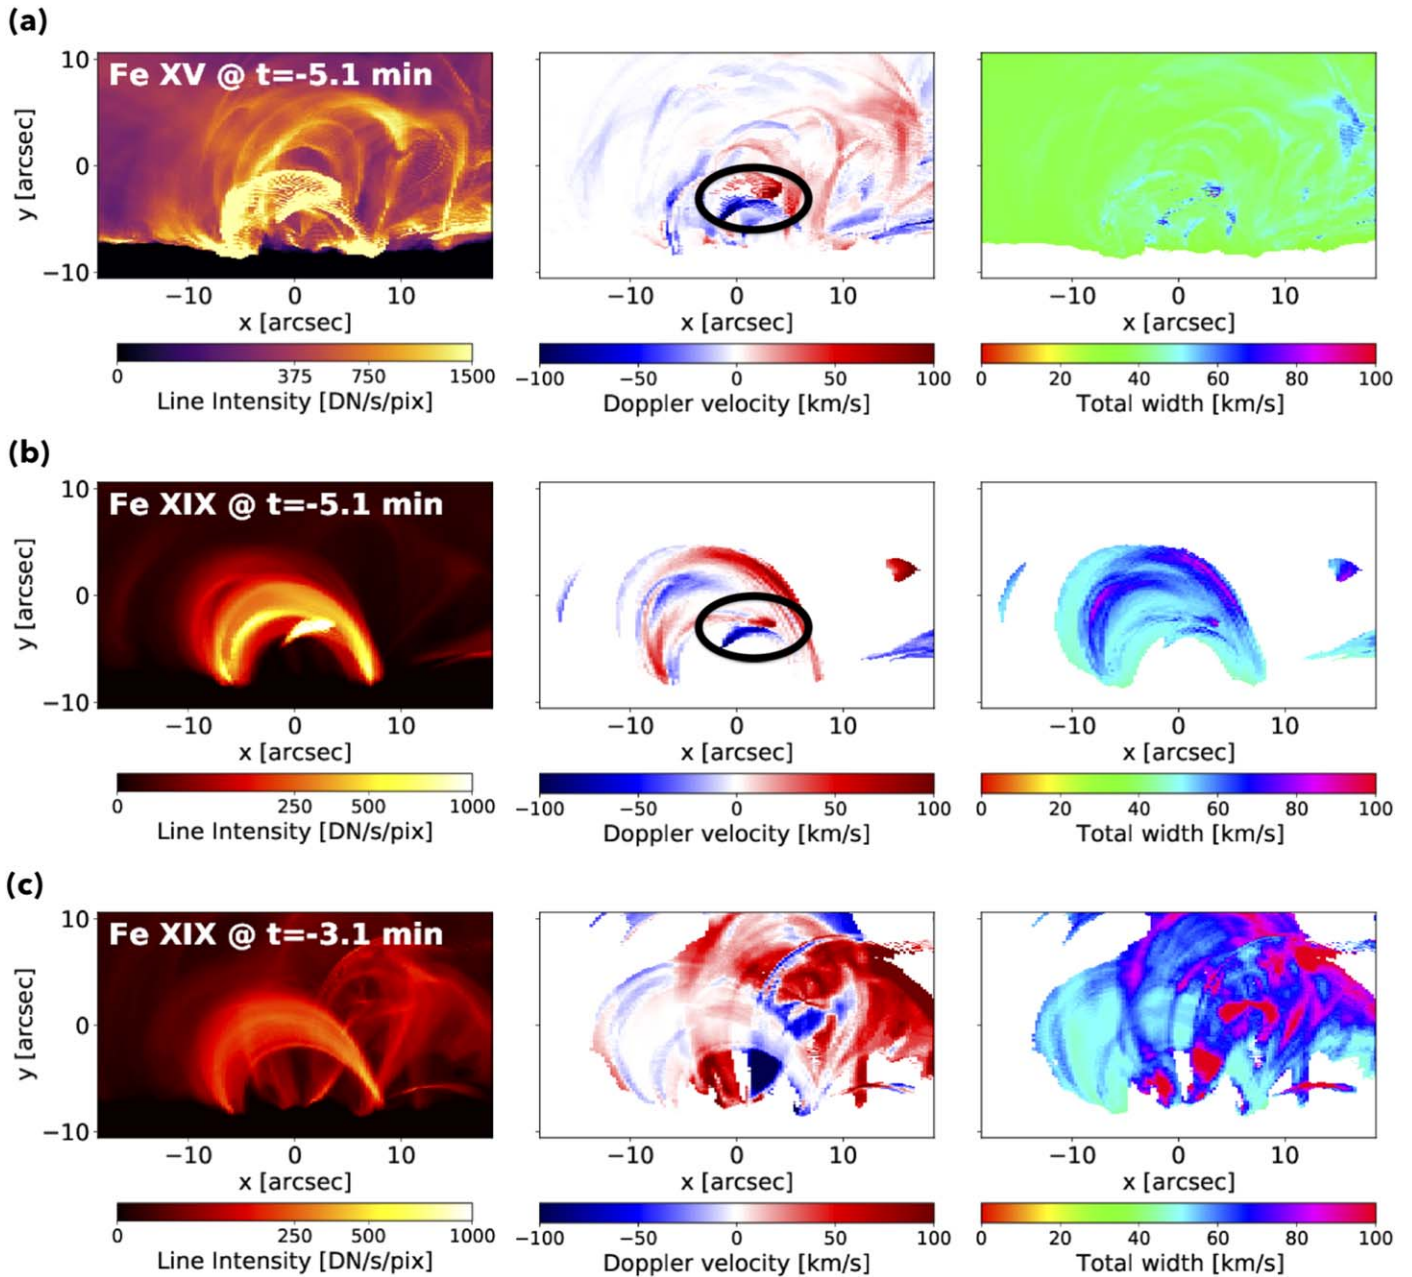 (a)
Fe XV @ t=-5.1 min
10
0
−10
y [arcsec]
−10 0 10
−10 0 10
−10 0 10
x [arcsec]
x [arcsec]
x [arcsec]
0 375 750 1500
−100 −50 0 50 100
0 20 40 60 80 100
Line Intensity [DN/s/pix]
Doppler velocity [km/s]
Total width [km/s]
(b)
Fe XIX @ t=-5.1 min
10
0
−10
y [arcsec]
−10 0 10
−10 0 10
−10 0 10
x [arcsec]
x [arcsec]
x [arcsec]
0 250 500 1000
−100 −50 0 50 100
0 20 40 60 80 100
Line Intensity [DN/s/pix]
Doppler velocity [km/s]
Total width [km/s]
(c)
Fe XIX @ t=-3.1 min
10
0
−10
y [arcsec]
−10 0 10
−10 0 10
−10 0 10
x [arcsec]
x [arcsec]
x [arcsec]
0 250 500 1000
−100 −50 0 50 100
0 20 40 60 80 100
Line Intensity [DN/s/pix]
Doppler velocity [km/s]
Total width [km/s]